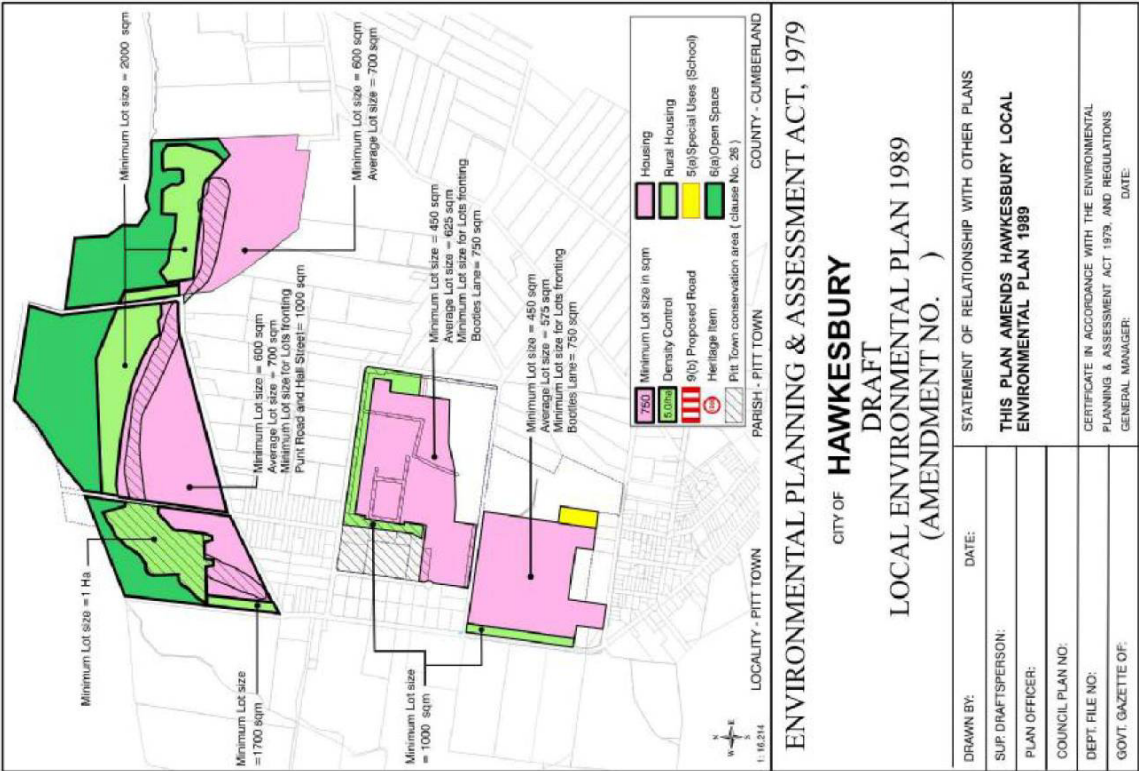 Minimum Lot size = 1 Ha
Minimum Lot size
=1700 sqm
Minimum Lot size
= 1000 sqm
Minimum Lot size = 2000 sqm
Minimum Lot size = 600 sqm
Average Lot size = 700 sqm
Minimum Lot size for Lots fronting
Punt Road and Hall Street = 1000 sqm
Minimum Lot size = 600 sqm
Average Lot size = 700 sqm
Minimum Lot size = 450 sqm
Average Lot size = 625 sqm
Minimum Lot size for Lots fronting
Bootles Lane= 750 sqm
Minimum Lot size = 450 sqm
Average Lot size = 575 sqm
Minimum Lot size for Lots fronting
Bootles Lane= 750 sqm
750 Minimum Lot size in sqm
5.0/ha Density Control
9(b) Proposed Road
Heritage Item
Pitt Town conservation area ( clause No. 26 )
Housing
Rural Housing
5(a)Special Uses (School)
6(a)Open Space
N
E
S
W
1: 16,214
LOCALITY - PITT TOWN
PARISH - PITT TOWN
COUNTY - CUMBERLAND
ENVIRONMENTAL PLANNING & ASSESSMENT ACT, 1979
CITY OF HAWKESBURY
DRAFT
LOCAL ENVIRONMENTAL PLAN 1989
(AMENDMENT NO. )
DRAWN BY: DATE:
SUP. DRAFTSPERSON:
PLAN OFFICER:
COUNCIL PLAN NO:
DEPT. FILE NO:
GOVT. GAZETTE OF:
STATEMENT OF RELATIONSHIP WITH OTHER PLANS
THIS PLAN AMENDS HAWKESBURY LOCAL
ENVIRONMENTAL PLAN 1989
CERTIFICATE IN ACCORDANCE WITH THE ENVIRONMENTAL
PLANNING & ASSESSMENT ACT 1979, AND REGULATIONS
GENERAL MANAGER: DATE: